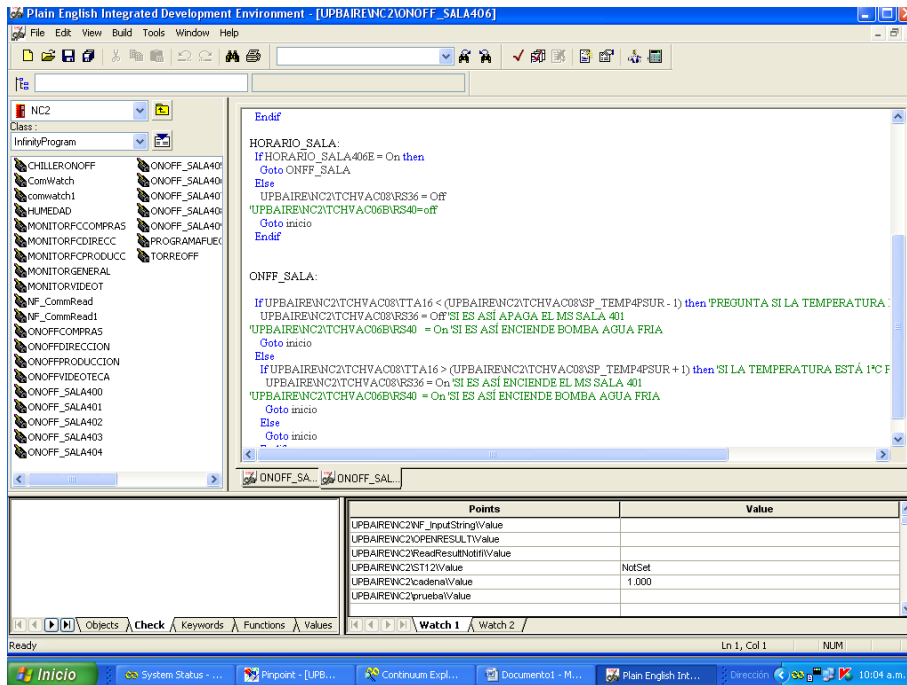 Plain English Integrated Development Environment - [UPBAIRE\NC2\ONOFF_SALA406]
File Edit View Build Tools Window Help
NC2
Class :
InfinityProgram
CHILLERONOFF
ComWatch
comwatch1
HUMEDAD
MONITORFCCOMPRAS
MONITORFCDIRECC
MONITORFCPRODUCC
MONITORGENERAL
MONITORVIDEOT
NF_CommRead
NF_CommRead1
ONOFFCOMPRAS
ONOFFDIRECCION
ONOFFPRODUCCION
ONOFFVIDEOTECA
ONOFF_SALA400
ONOFF_SALA401
ONOFF_SALA402
ONOFF_SALA403
ONOFF_SALA404
ONOFF_SALA40
ONOFF_SALA40
ONOFF_SALA40
ONOFF_SALA40
ONOFF_SALA40
PROGRAMAFUE
TORREOFF
Endif
HORARIO_SALA:
If HORARIO_SALA406E = On then
Goto ONFF_SALA
Else
UPBAIRE\NC2\TCHVAC08\RS36 = Off
'UPBAIRE\NC2\TCHVAC06B\RS40=off
Goto inicio
Endif
ONFF_SALA:
If UPBAIRE\NC2\TCHVAC08\TTA16 < (UPBAIRE\NC2\TCHVAC08\SP_TEMP4PSUR - 1) then 'PREGUNTA SI LA TEMPERATURA
UPBAIRE\NC2\TCHVAC08\RS36 = Off 'SI ES ASÍ APAGA EL MS SALA 401
'UPBAIRE\NC2\TCHVAC06B\RS40 = On 'SI ES ASÍ ENCIENDE BOMBA AGUA FRIA
Goto inicio
Else
If UPBAIRE\NC2\TCHVAC08\TTA16 > (UPBAIRE\NC2\TCHVAC08\SP_TEMP4PSUR + 1) then 'SI LA TEMPERATURA ESTÁ 1°C
UPBAIRE\NC2\TCHVAC08\RS36 = On 'SI ES ASÍ ENCIENDE EL MS SALA 401
'UPBAIRE\NC2\TCHVAC06B\RS40 = On 'SI ES ASÍ ENCIENDE BOMBA AGUA FRIA
Goto inicio
Else
Goto inicio
ONOFF_SA... ONOFF_SAL...
Points Value
UPBAIRE\NC2\NF_InputString\Value
UPBAIRE\NC2\OPENRESULT\Value
UPBAIRE\NC2\ReadResultNotifi\Value
UPBAIRE\NC2\ST12\Value NotSet
UPBAIRE\NC2\cadena\Value 1.000
UPBAIRE\NC2\prueba\Value
Objects Check Keywords Functions Values Watch 1 Watch 2
Ready Ln 1, Col 1 NUM
Inicio System Status - ... Pinpoint - [UPB... Continuum Expl... Documento1 - M... Plain English Int... Dirección 10:04 a.m.